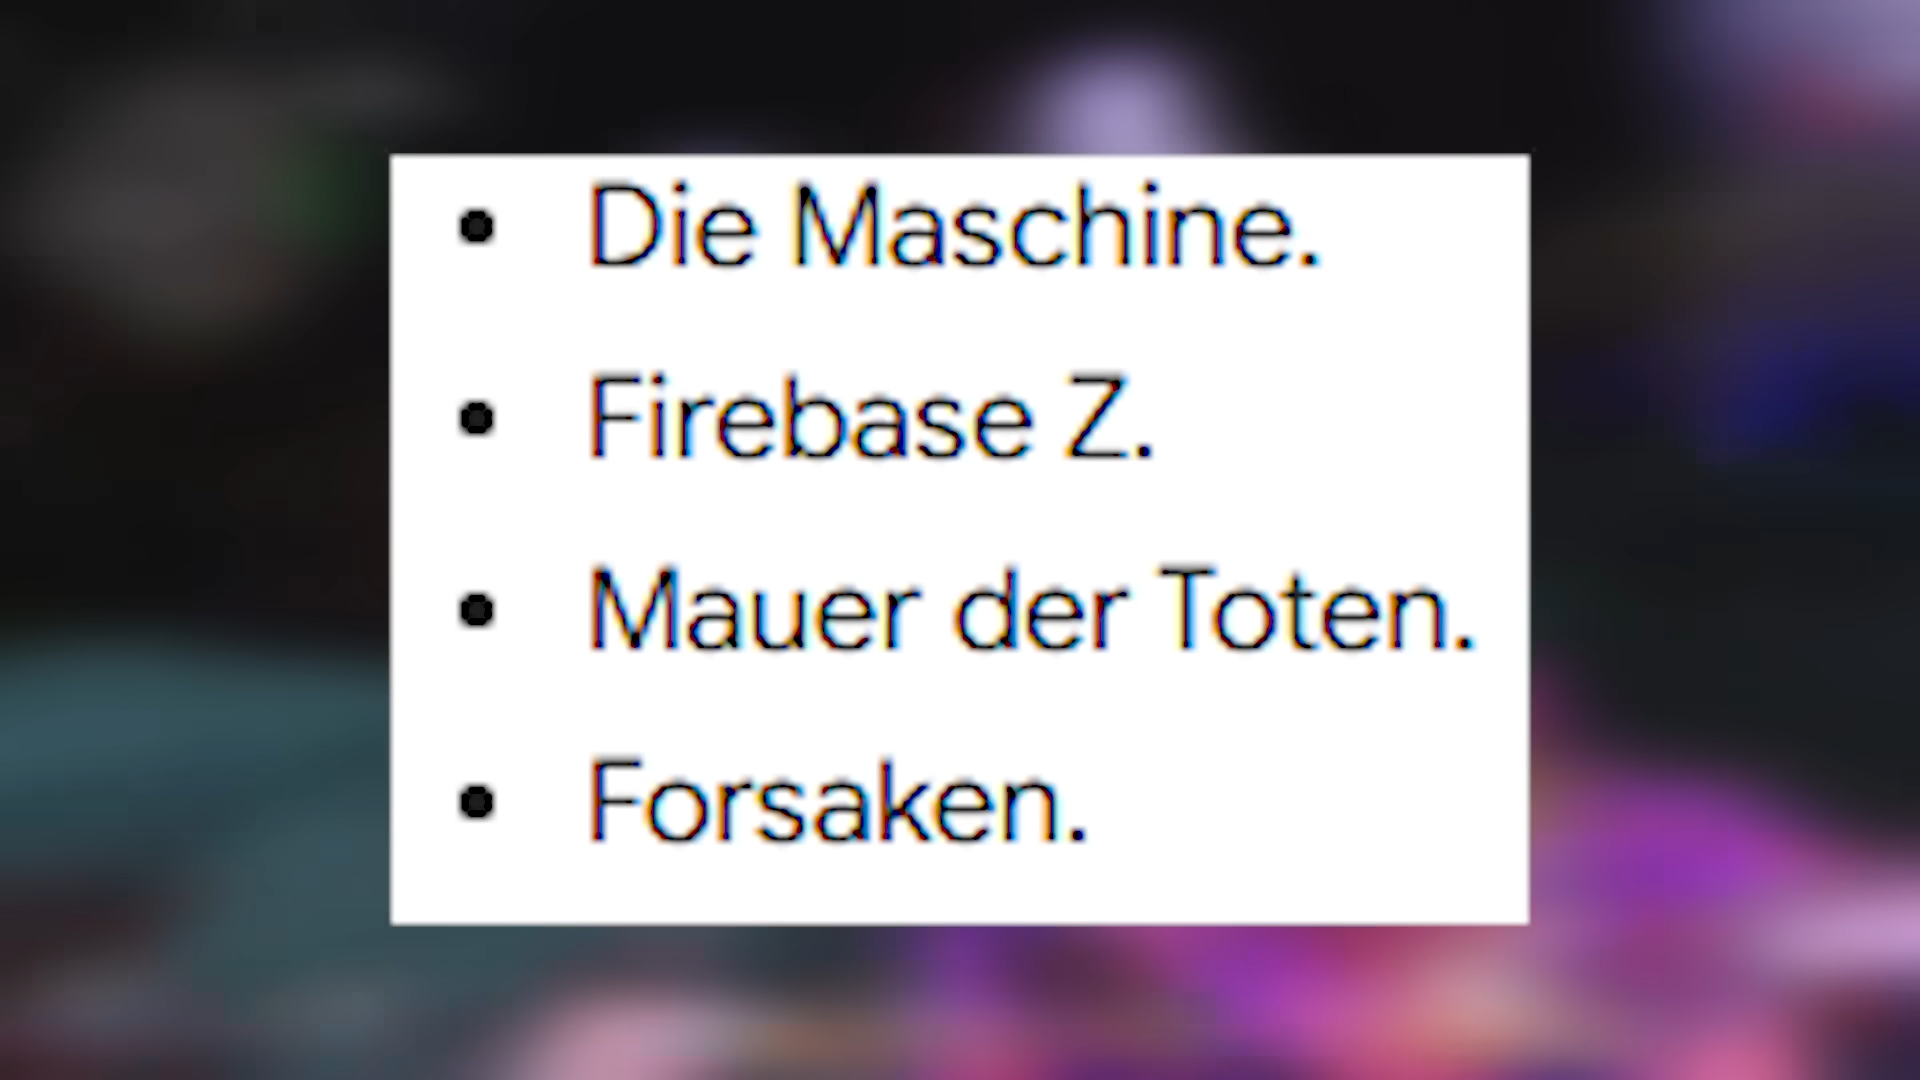 • Die Maschine.
• Firebase Z.
• Mauer der Toten.
• Forsaken.